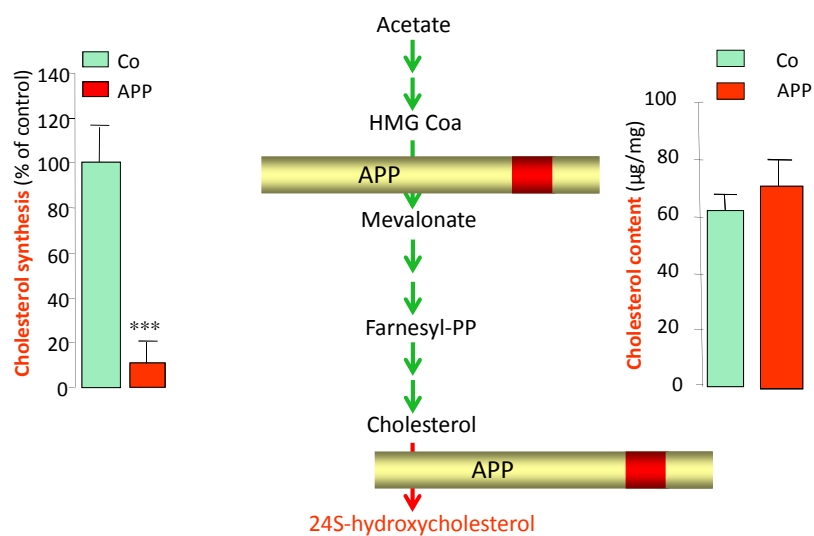 Co
APP
Cholesterol synthesis (% of control)
140
120
100
80
60
40
20
0
***
Acetate
HMG Coa
APP
Mevalonate
Farnesyl-PP
Cholesterol
APP
24S-hydroxycholesterol
Co
APP
Cholesterol content (µg/mg)
100
80
60
40
20
0